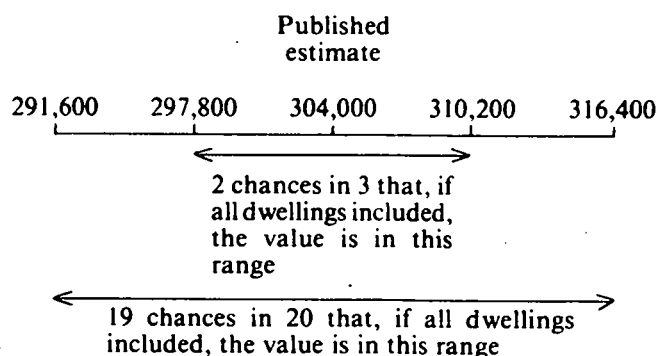 Published
estimate
291,600 297,800 304,000 310,200 316,400
2 chances in 3 that, if
all dwellings included,
the value is in this
range
19 chances in 20 that, if all dwellings
included, the value is in this range